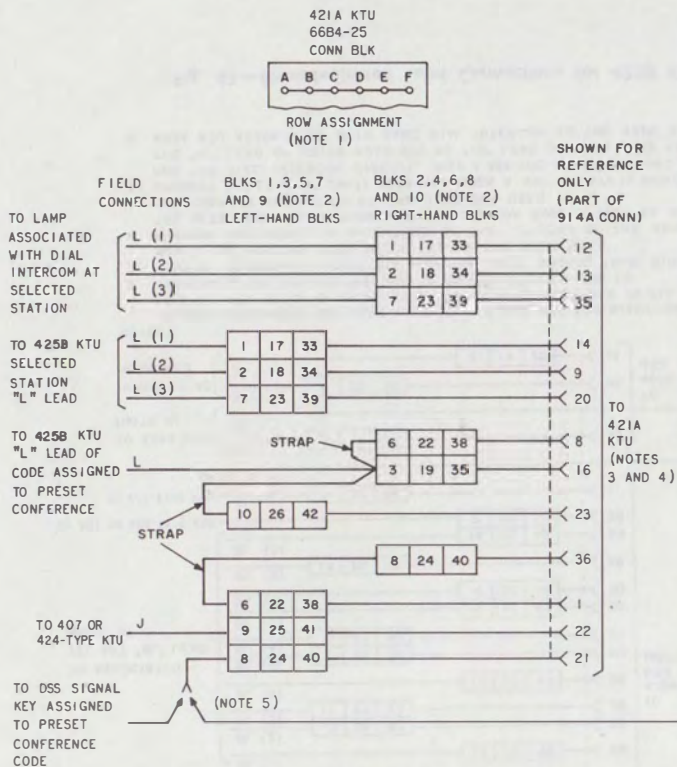 421A KTU
66B4-25
CONN BLK
A B C D E F
ROW ASSIGNMENT
(NOTE 1)
SHOWN FOR
REFERENCE
ONLY
(PART OF
914A CONN)
FIELD
CONNECTIONS
BLKS 1,3,5,7
AND 9 (NOTE 2)
LEFT-HAND BLKS
BLKS 2,4,6,8
AND 10 (NOTE 2)
RIGHT-HAND BLKS
TO LAMP
ASSOCIATED
WITH DIAL
INTERCOM AT
SELECTED
STATION
L (1) 1 17 33 12
L (2) 2 18 34 13
L (3) 7 23 39 35
TO 425B KTU
SELECTED
STATION
"L" LEAD
L (1) 1 17 33 14
L (2) 2 18 34 9
L (3) 7 23 39 20
TO 425B KTU
"L" LEAD OF
CODE ASSIGNED
TO PRESET
CONFERENCE
STRAP 6 22 38 8
L 3 19 35 16
10 26 42 23
STRAP
8 24 40 36
6 22 38 1
TO 407 OR
424-TYPE KTU
J 9 25 41 22
8 24 40 21
TO
421A
KTU
(NOTES
3 AND 4)
TO DSS SIGNAL
KEY ASSIGNED
TO PRESET
CONFERENCE
CODE
(NOTE 5)